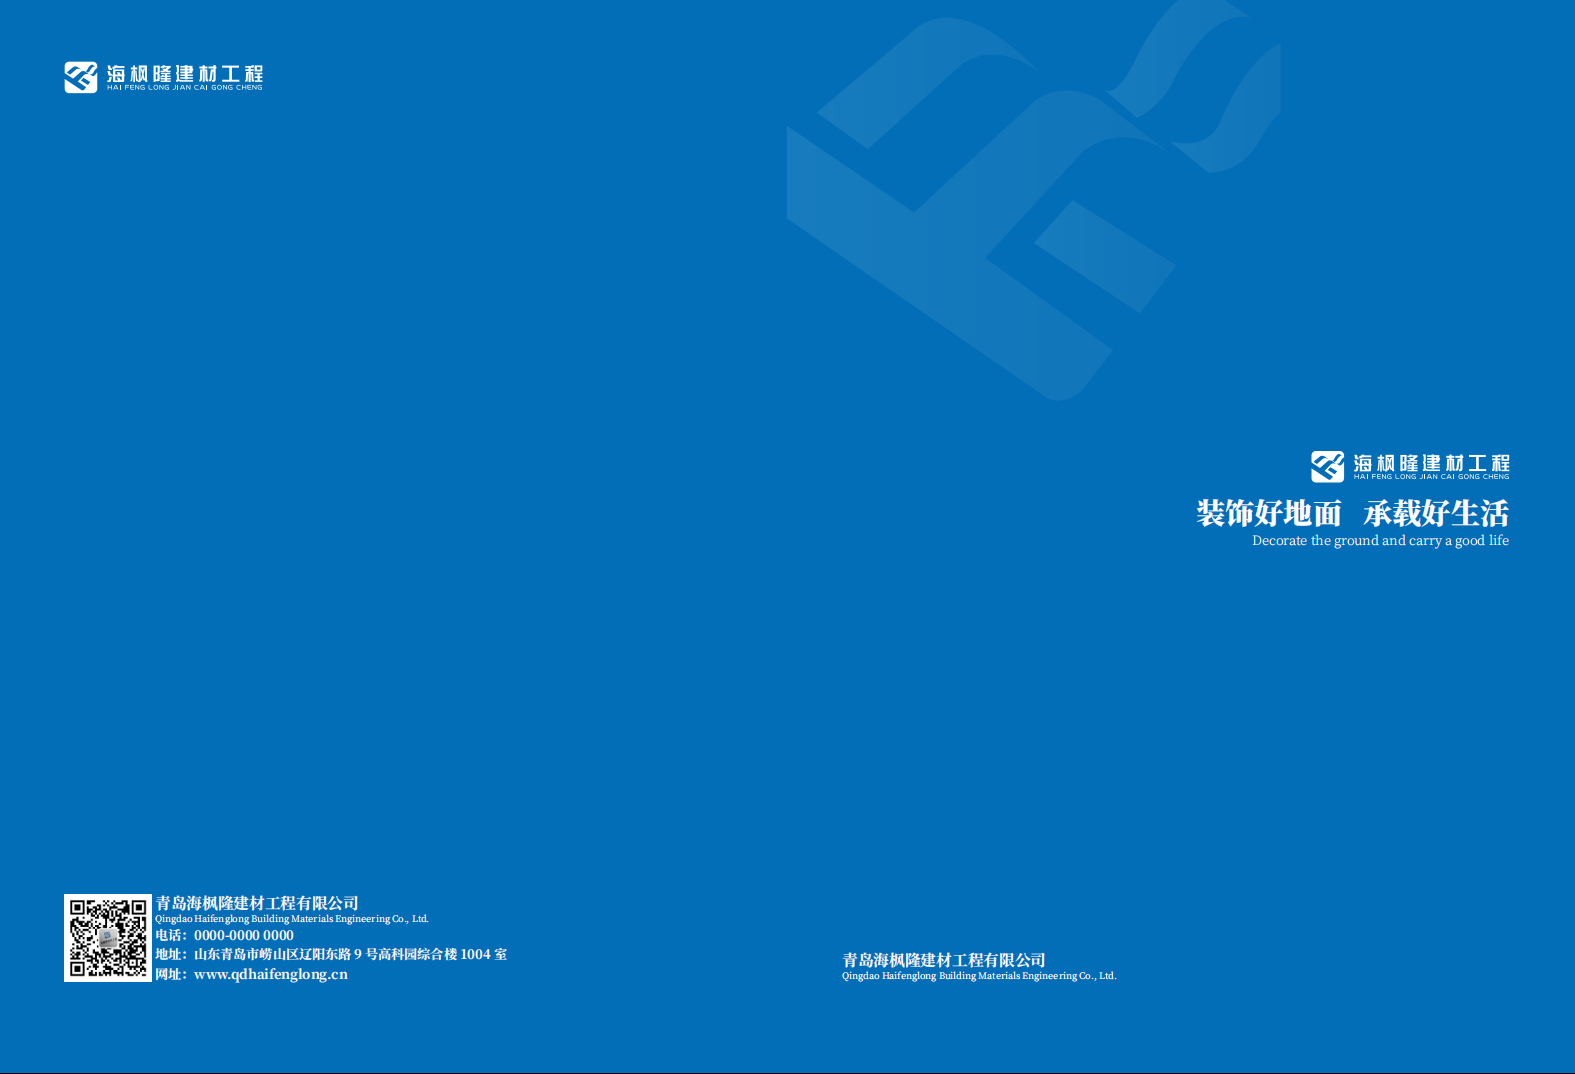 海枫隆建材工程
HAI FENG LONG JIAN CAI GONG CHENG
海枫隆建材工程
HAI FENG LONG JIAN CAI GONG CHENG
装饰好地面 承载好生活
Decorate the ground and carry a good life
青岛海枫隆建材工程有限公司
Qingdao Haifenglong Building Materials Engineering Co., Ltd.
电话：0000-0000 0000
地址：山东青岛市崂山区辽阳东路 9 号高科园综合楼 1004 室
网址：www.qdhaifenglong.cn
青岛海枫隆建材工程有限公司
Qingdao Haifenglong Building Materials Engineering Co., Ltd.